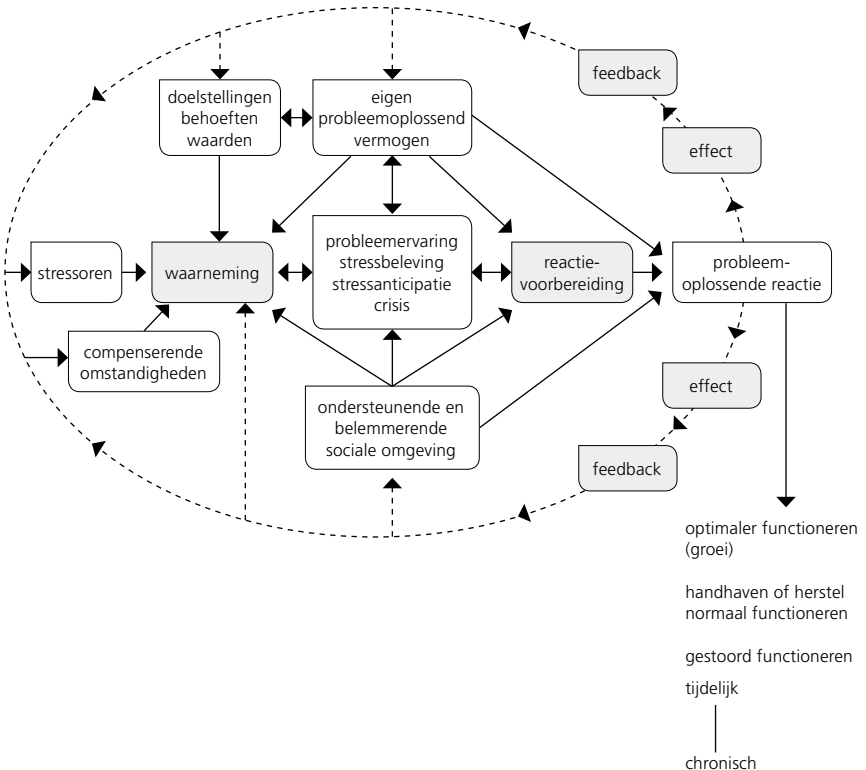 feedback
doelstellingen
behoeften
waarden
eigen
probleemoplossend
vermogen
effect
stressoren
waarneming
probleemervaring
stressbeleving
stressanticipatie
crisis
reactie-
voorbereiding
probleem-
oplossende reactie
compenserende
omstandigheden
effect
ondersteunende en
belemmerende
sociale omgeving
feedback
optimaler functioneren
(groei)
handhaven of herstel
normaal functioneren
gestoord functioneren
tijdelijk
chronisch